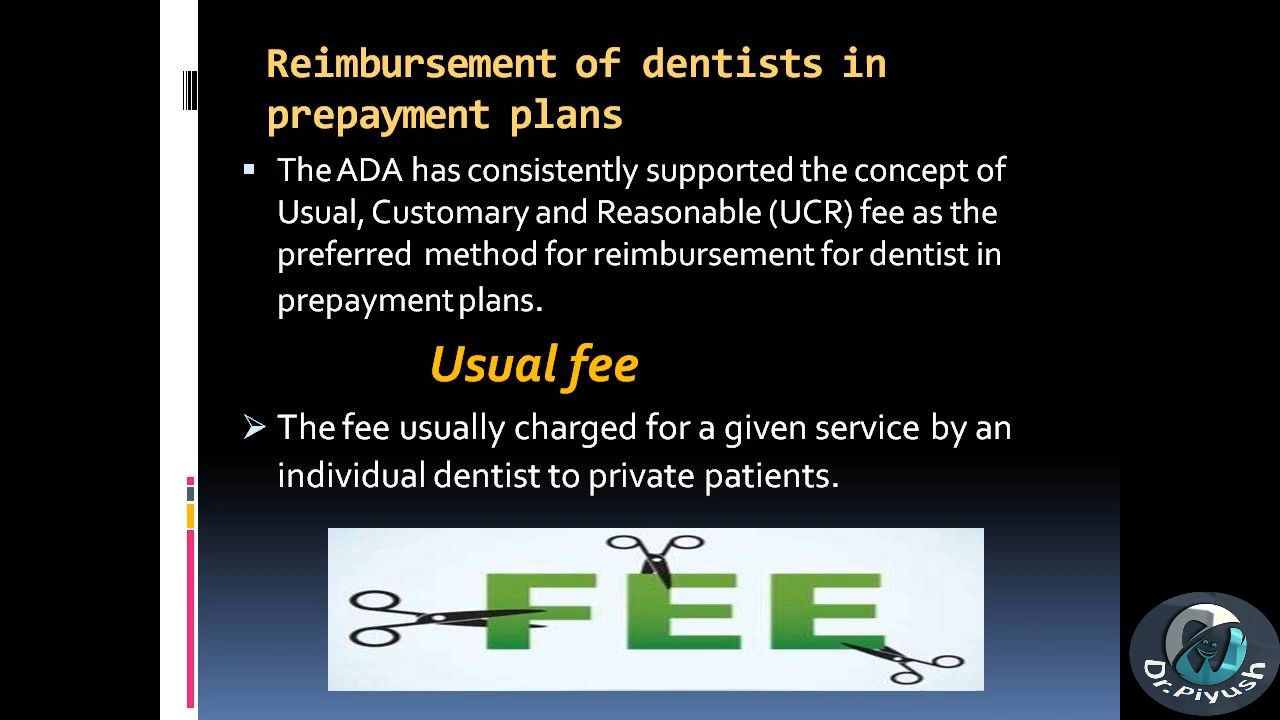 Reimbursement of dentists in
prepayment plans
The ADA has consistently supported the concept of
Usual, Customary and Reasonable (UCR) fee as the
preferred method for reimbursement for dentist in
prepayment plans.
Usual fee
The fee usually charged for a given service by an
individual dentist to private patients.
FEE
Dr. Piyush